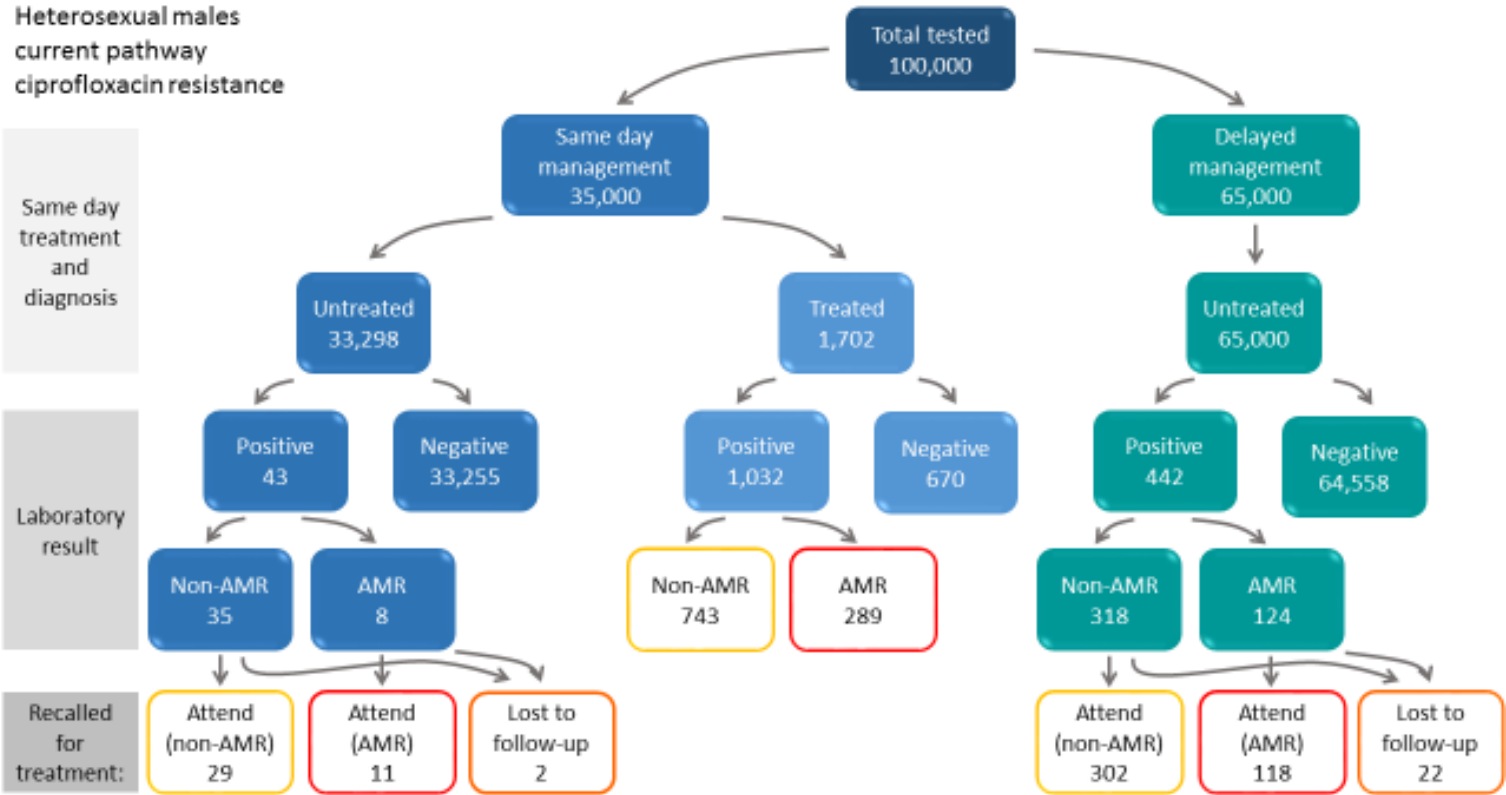 Heterosexual males
current pathway
ciprofloxacin resistance
Total tested
100,000
Same day
management
35,000
Delayed
management
65,000
Same day
treatment
and
diagnosis
Untreated
33,298
Treated
1,702
Untreated
65,000
Laboratory
result
Positive
43
Negative
33,255
Positive
1,032
Negative
670
Positive
442
Negative
64,558
Non-AMR
35
AMR
8
Non-AMR
743
AMR
289
Non-AMR
318
AMR
124
Recalled
for
treatment:
Attend
(non-AMR)
29
Attend
(AMR)
11
Lost to
follow-up
2
Attend
(non-AMR)
302
Attend
(AMR)
118
Lost to
follow-up
22